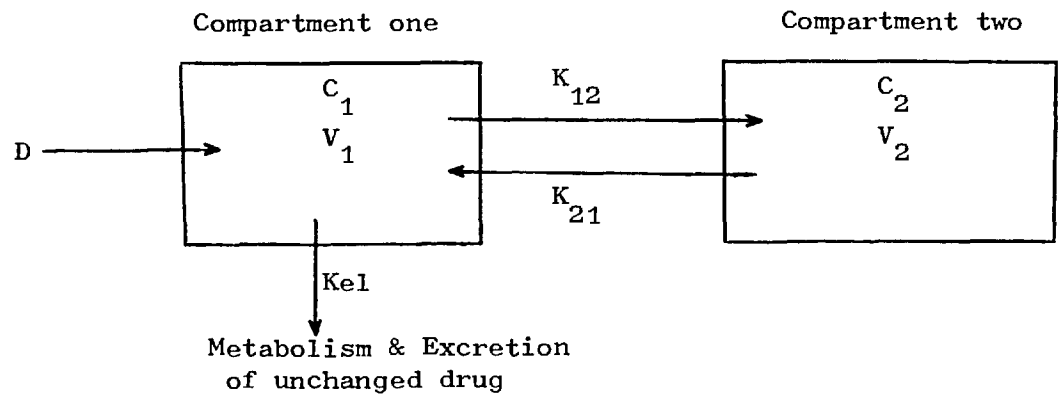 Compartment one
Compartment two
C1
V1
K12
C2
V2
D
K21
Kel
Metabolism & Excretion
of unchanged drug